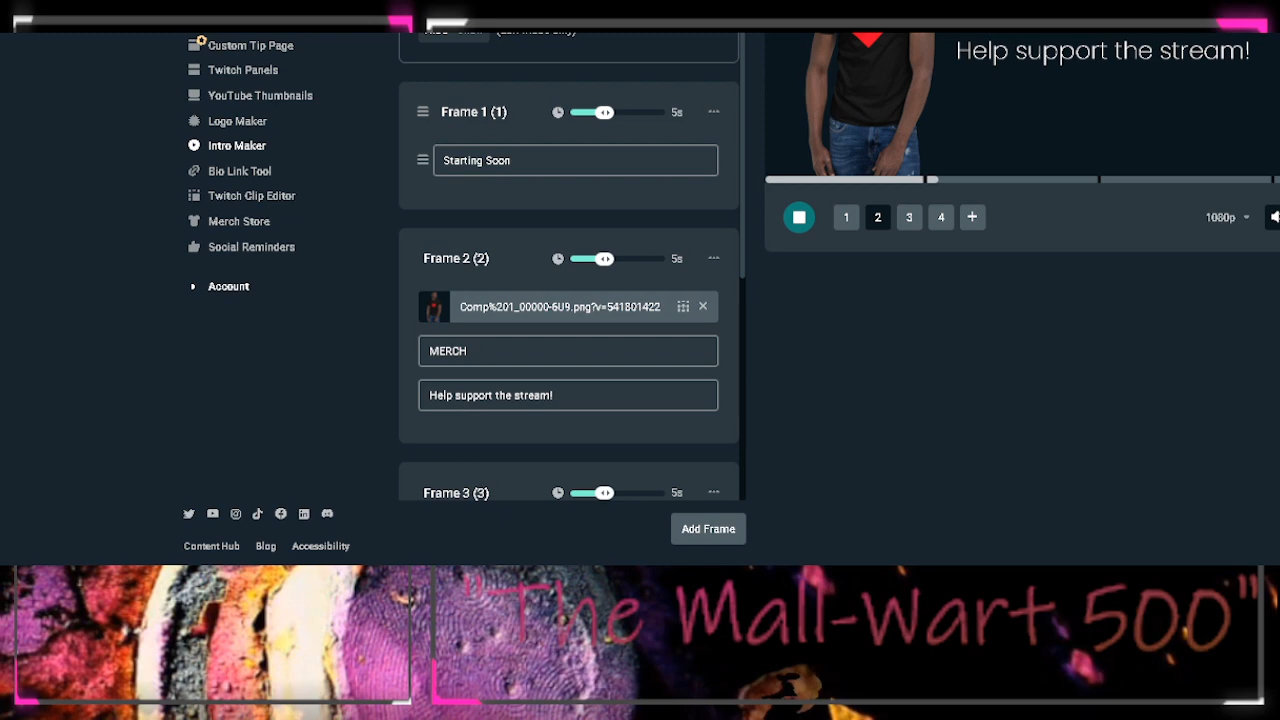 Custom Tip Page
Twitch Panels
YouTube Thumbnails
Logo Maker
Intro Maker
Bio Link Tool
Twitch Clip Editor
Merch Store
Social Reminders
Account
Content Hub
Blog
Accessibility
Frame 1 (1)
5s
Starting Soon
Frame 2 (2)
5s
Comp%201_00000-6U9.png?v=541801422
MERCH
Help support the stream!
Frame 3 (3)
5s
Add Frame
Help support the stream!
1
2
3
4
+
1080p
"The Mall-Wart 500"